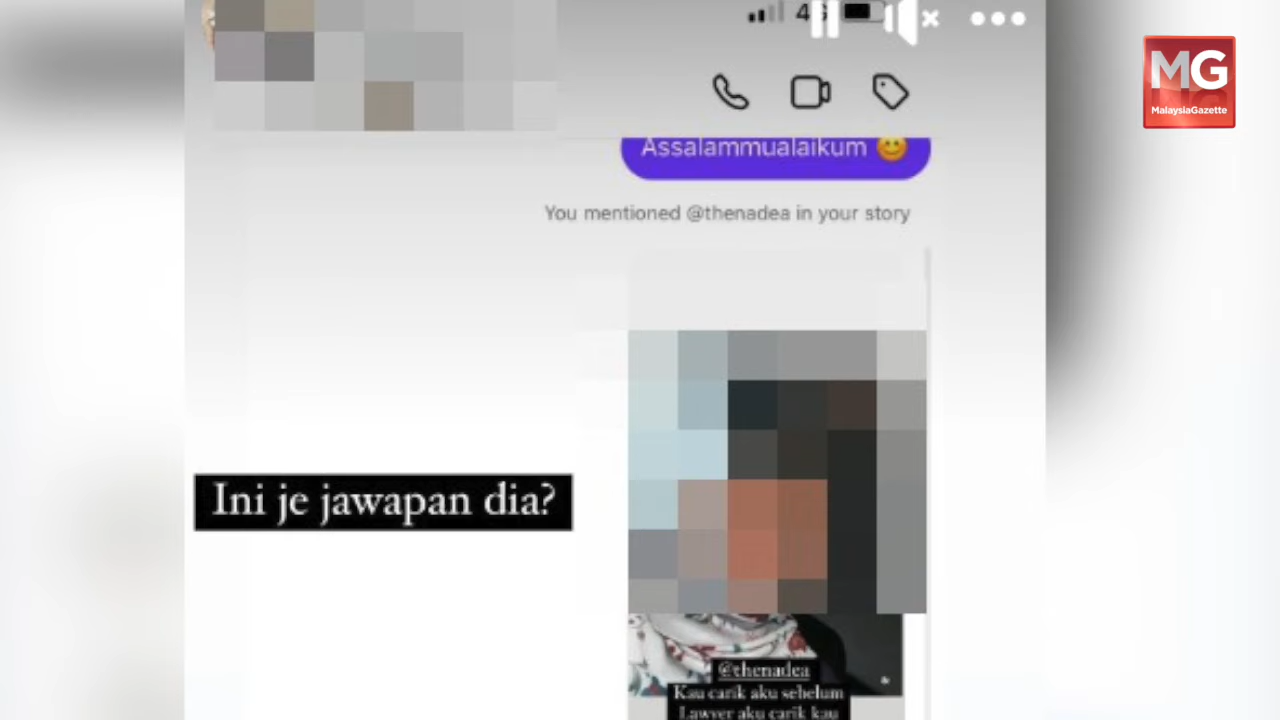 4G
MG
MalaysiaGazette
Assalammualaikum
You mentioned @thenadea in your story
Ini je jawapan dia?
@thenadea
Kau carik aku sebelum
Lawyer aku carik kau